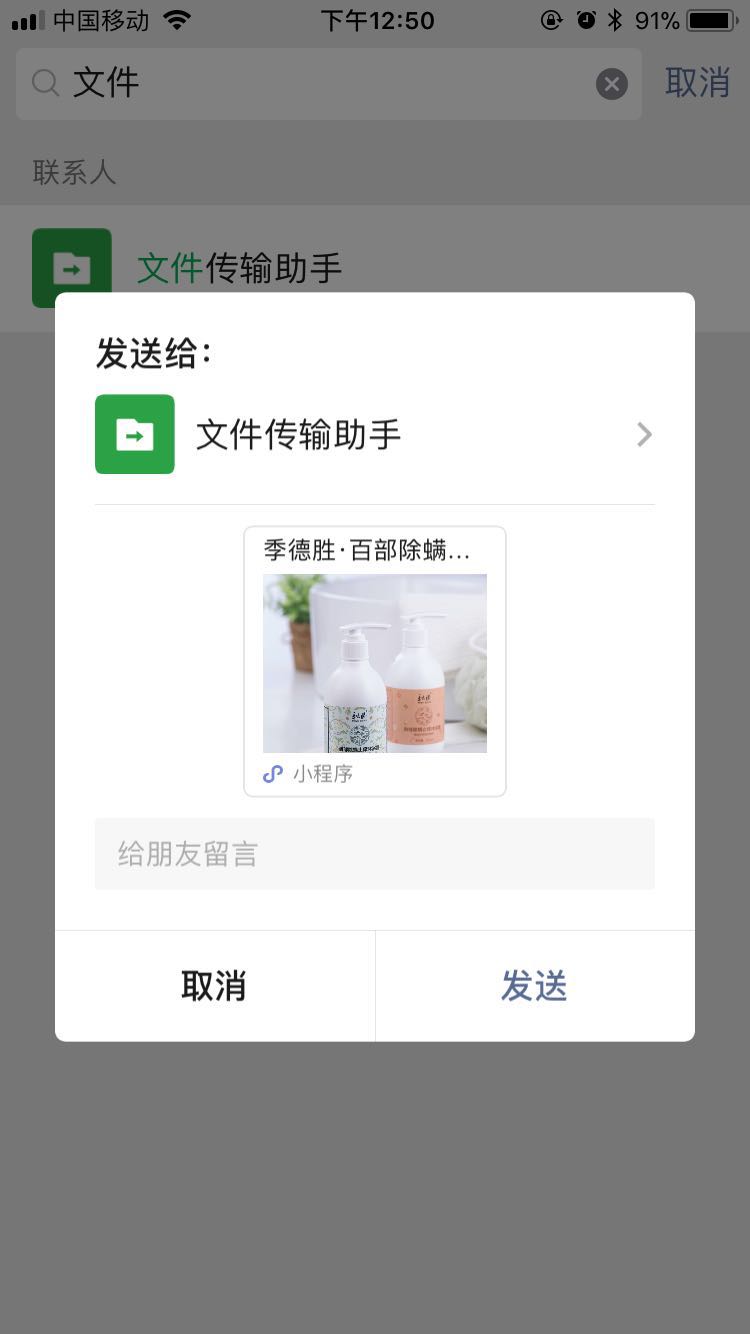 中国移动 下午12:50 91%
文件 取消
联系人
文件传输助手
发送给：
文件传输助手
季德胜·百部除螨...
小程序
给朋友留言
取消 发送